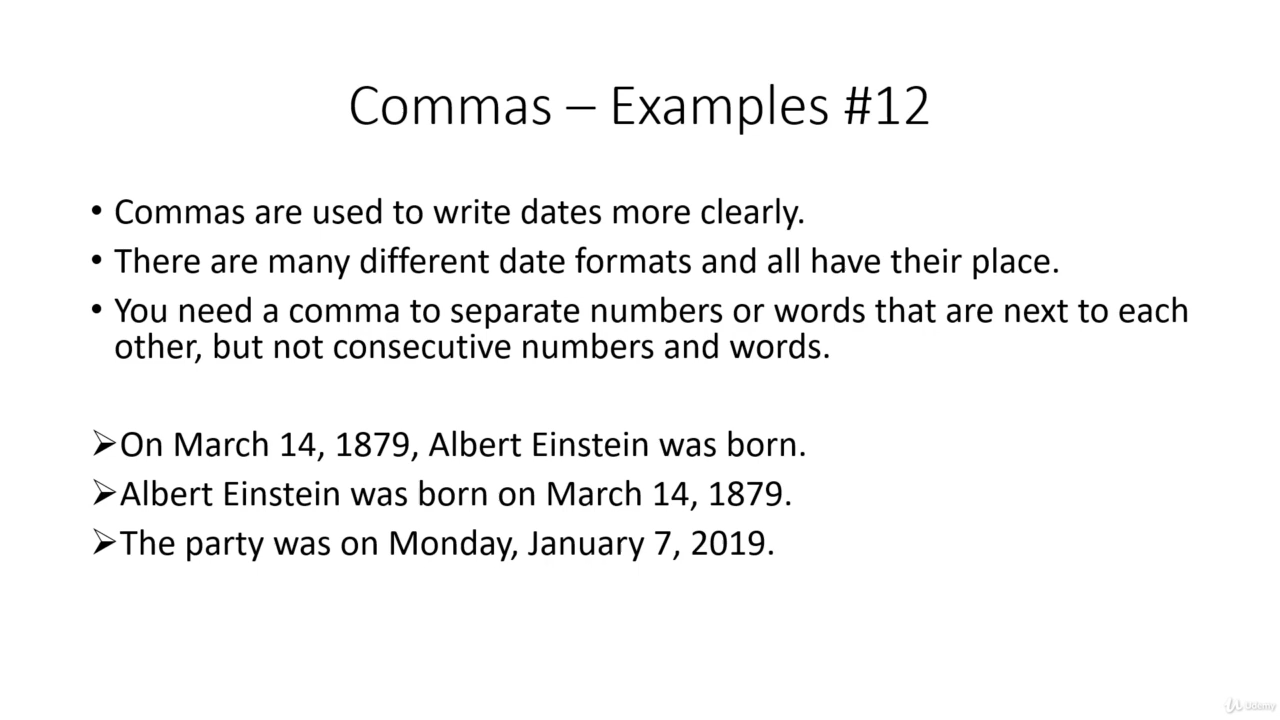 Commas – Examples #12
• Commas are used to write dates more clearly.
• There are many different date formats and all have their place.
• You need a comma to separate numbers or words that are next to each
other, but not consecutive numbers and words.
➢On March 14, 1879, Albert Einstein was born.
➢Albert Einstein was born on March 14, 1879.
➢The party was on Monday, January 7, 2019.
Udemy